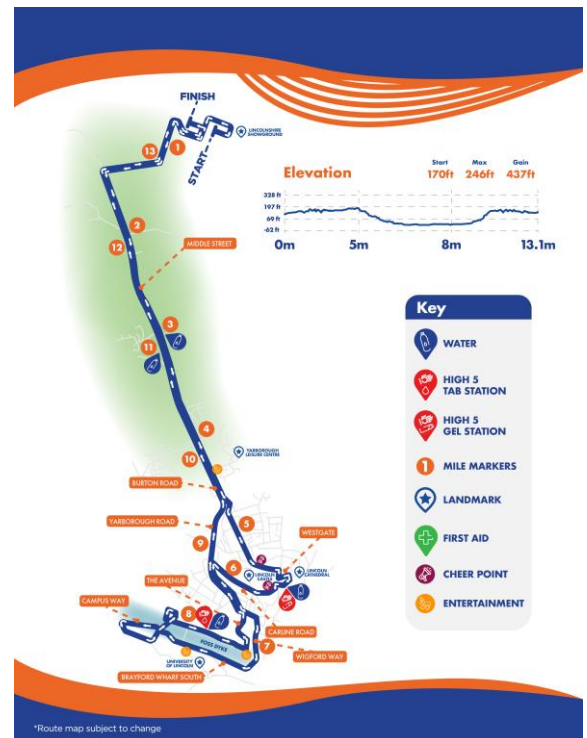 FINISH
LINCOLNSHIRE
SHOWGROUND
1
START
13
Elevation
Start
170ft
Max
246ft
Gain
437ft
328 ft
197 ft
69 ft
-62 ft
0m
5m
8m
13.1m
2
12
MIDDLE STREET
3
11
4
10
YARBOROUGH
LEISURE CENTRE
BURTON ROAD
YARBOROUGH ROAD
5
WESTGATE
9
6
LINCOLN
CASTLE
LINCOLN
CATHEDRAL
THE AVENUE
CAMPUS WAY
8
CARLINE ROAD
FOSS DYKE
7
WIGFORD WAY
UNIVERSITY
OF LINCOLN
BRAYFORD WHARF SOUTH
Key
WATER
HIGH 5
TAB STATION
HIGH 5
GEL STATION
1
MILE MARKERS
LANDMARK
FIRST AID
CHEER POINT
ENTERTAINMENT
*Route map subject to change